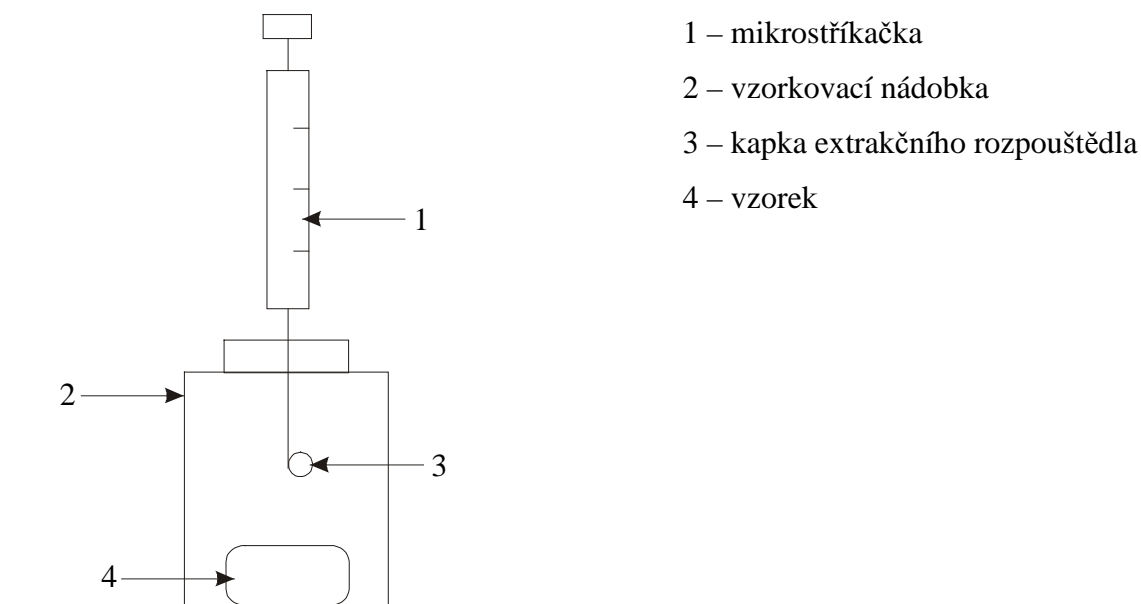 1 – mikrostříkačka
2 – vzorkovací nádobka
3 – kapka extrakčního rozpouštědla
4 – vzorek
1
2
3
4